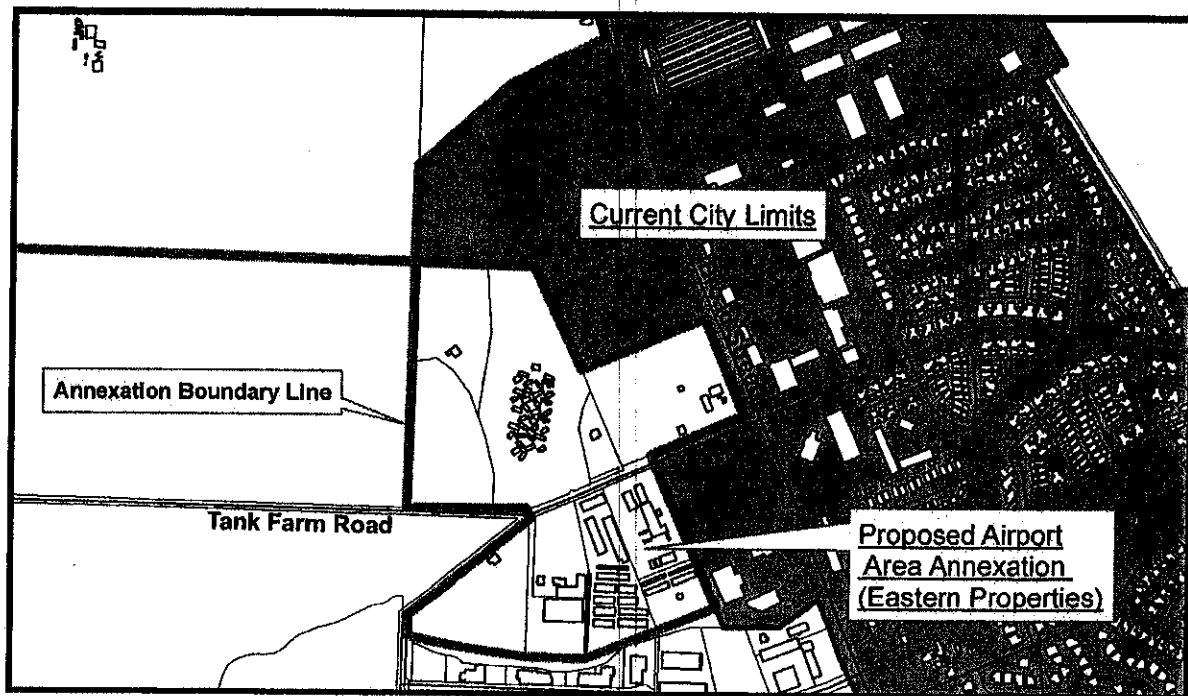 Current City Limits
Annexation Boundary Line
Tank Farm Road
Proposed Airport
Area Annexation
(Eastern Properties)